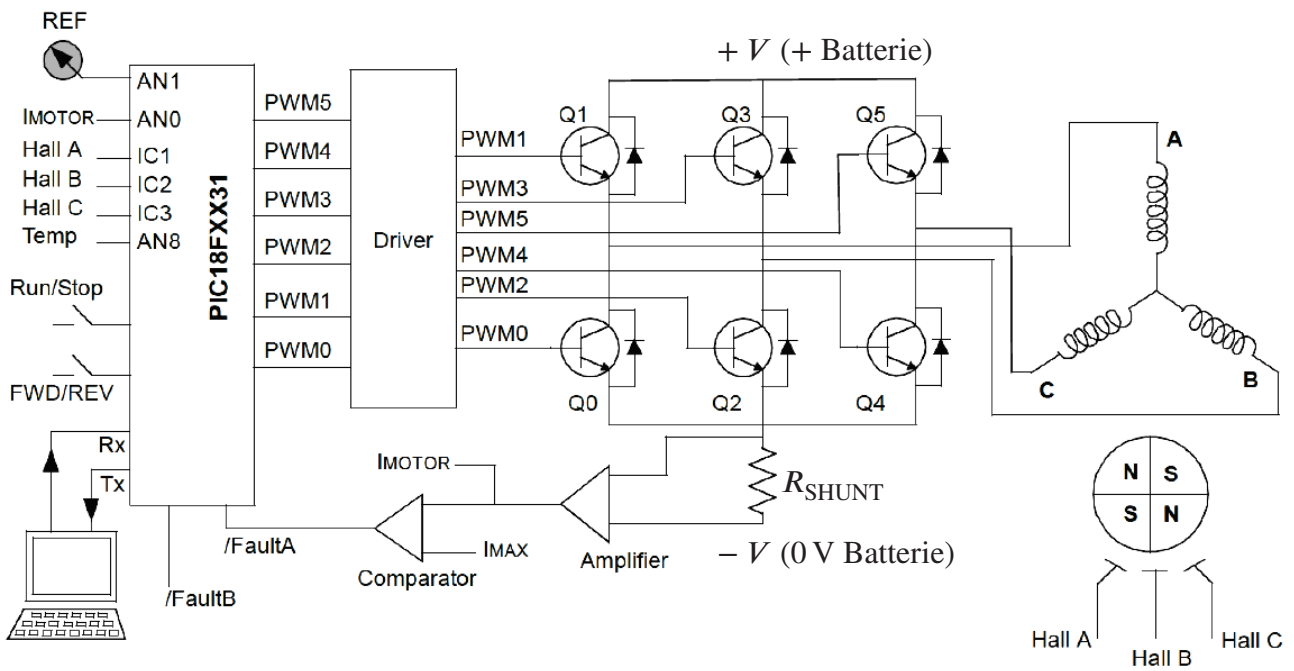 REF
+ V (+ Batterie)
AN1
IMOTOR
AN0
Hall A
IC1
Hall B
IC2
Hall C
IC3
Temp
AN8
Run/Stop
FWD/REV
Rx
Tx
PIC18FXX31
PWM5
PWM4
PWM3
PWM2
PWM1
PWM0
Driver
PWM1
PWM3
PWM5
PWM4
PWM2
PWM0
Q1
Q3
Q5
Q0
Q2
Q4
A
C
B
IMOTOR
RSHUNT
N S
S N
/FaultA
IMAX
Amplifier
− V (0 V Batterie)
Comparator
/FaultB
Hall A
Hall B
Hall C